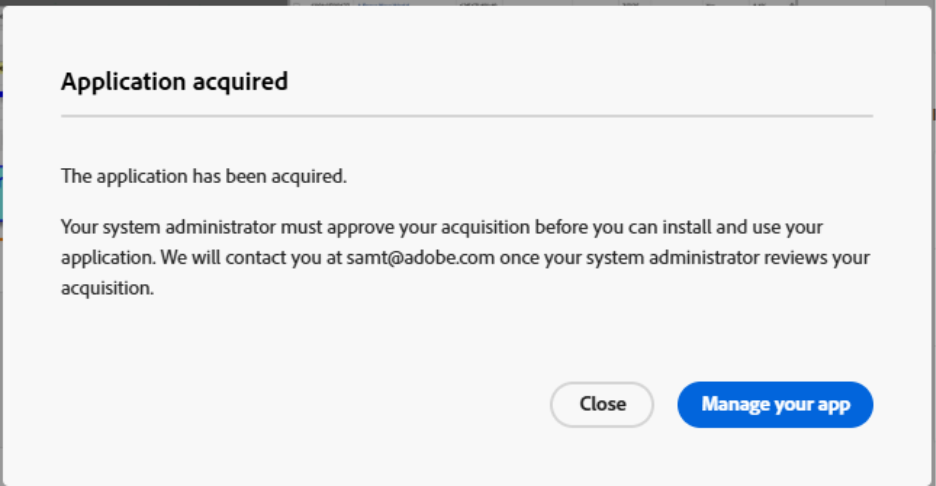 Application acquired
The application has been acquired.
Your system administrator must approve your acquisition before you can install and use your
application. We will contact you at samt@adobe.com once your system administrator reviews your
acquisition.
Close
Manage your app